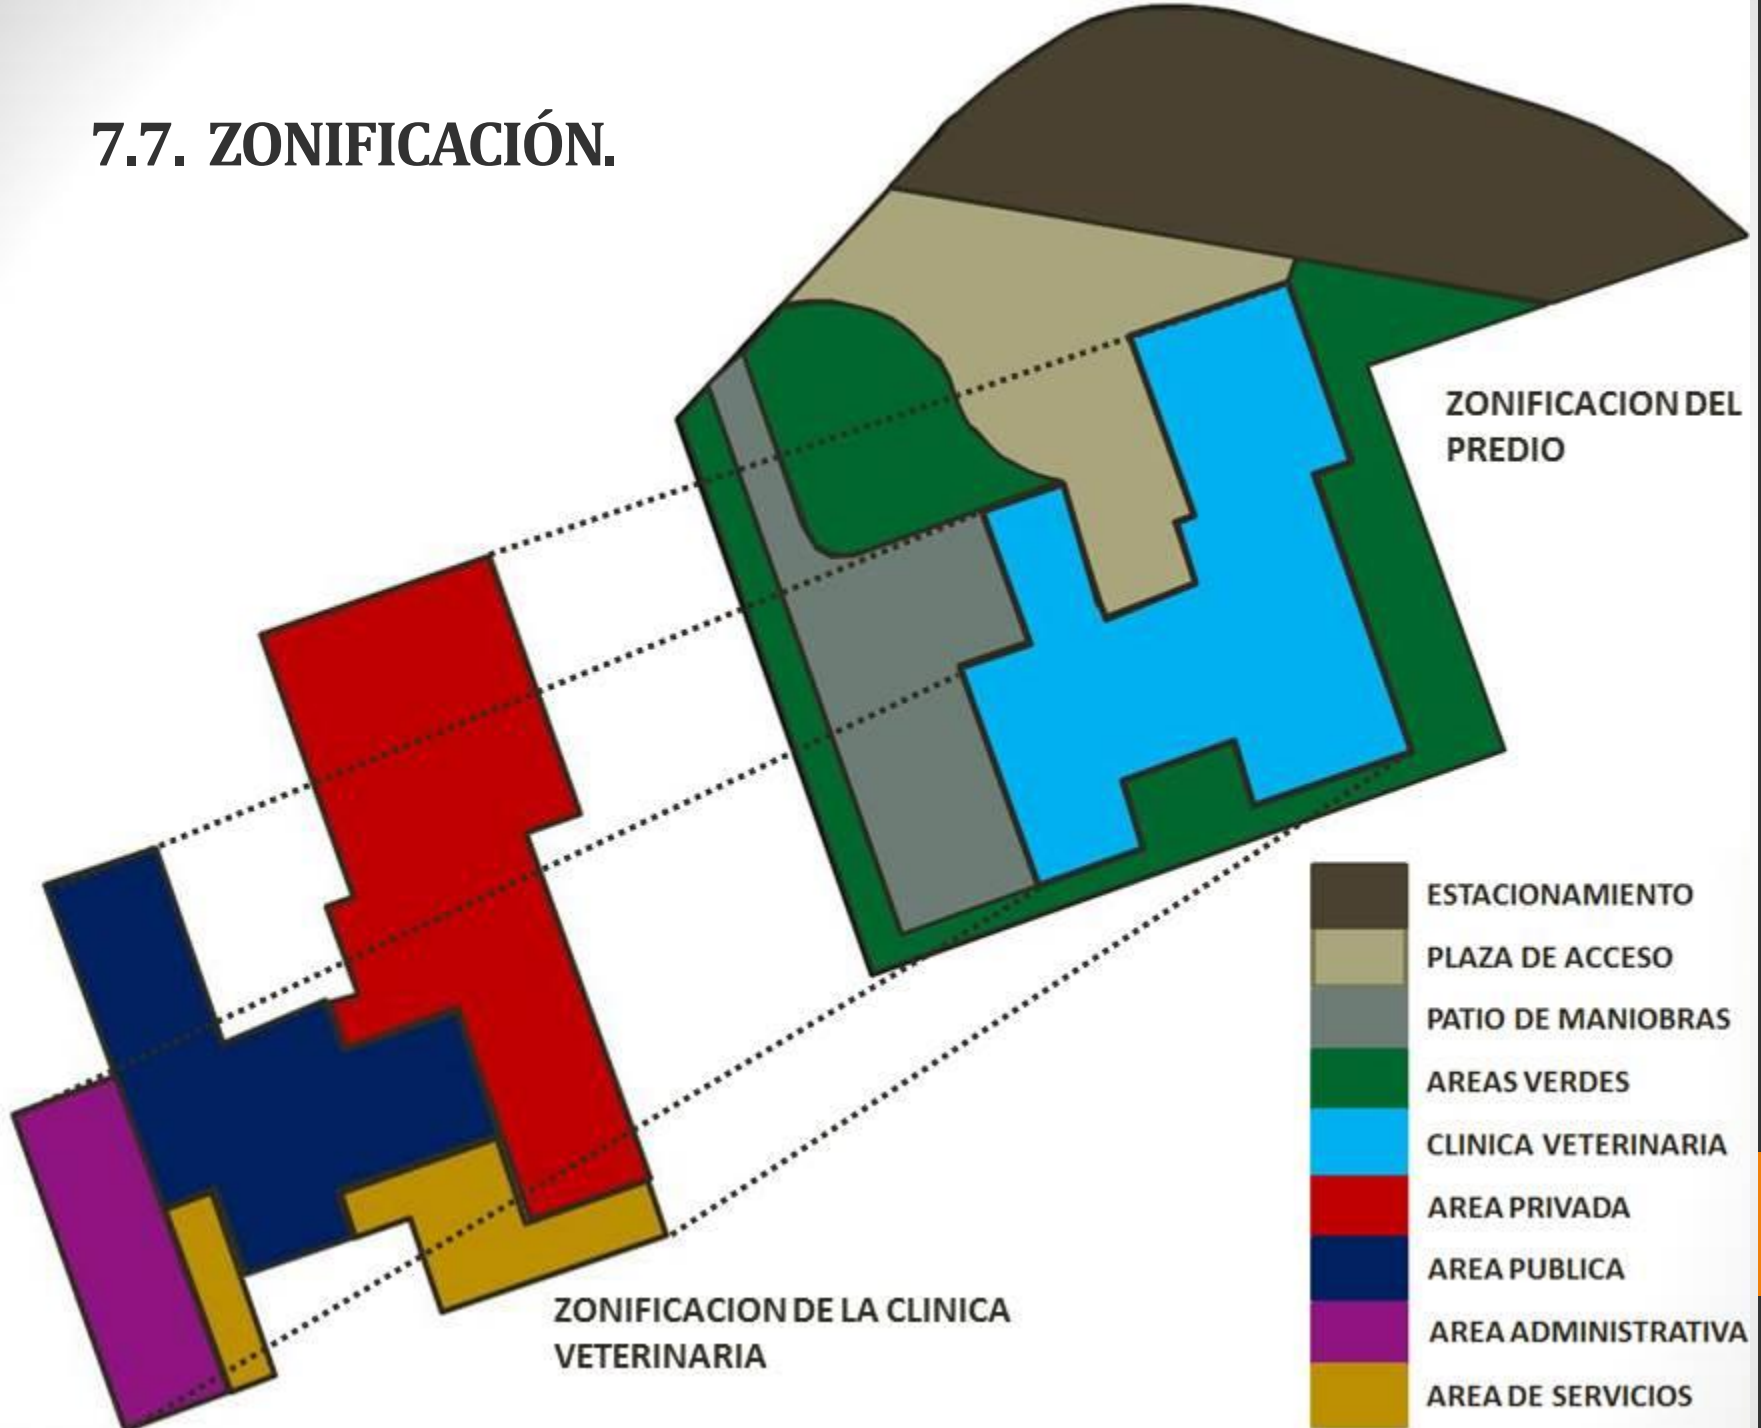 7.7. ZONIFICACIÓN.
ZONIFICACION DEL
PREDIO
ESTACIONAMIENTO
PLAZA DE ACCESO
PATIO DE MANIOBRAS
AREAS VERDES
CLINICA VETERINARIA
AREA PRIVADA
AREA PUBLICA
AREA ADMINISTRATIVA
AREA DE SERVICIOS
ZONIFICACION DE LA CLINICA
VETERINARIA